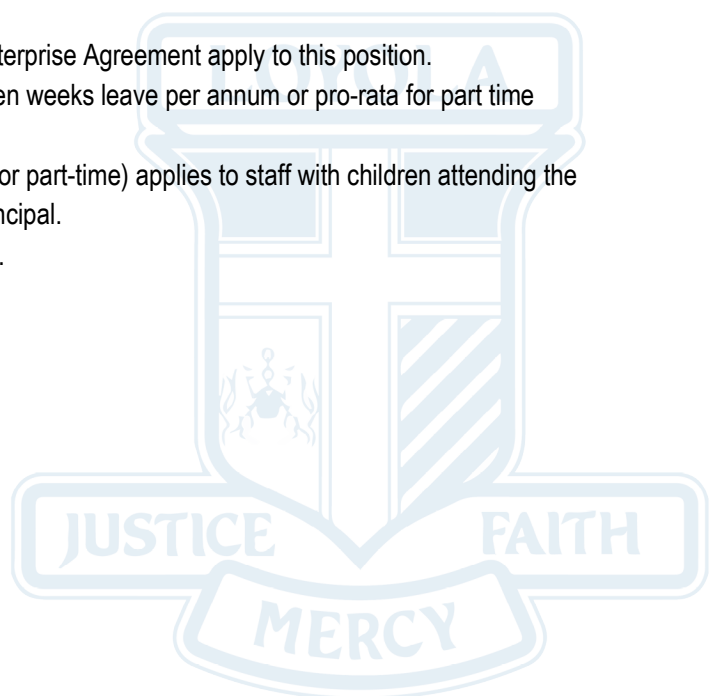 terprise Agreement apply to this position.
en weeks leave per annum or pro-rata for part time
or part-time) applies to staff with children attending the
ncipal.
.
LOYOLA
JUSTICE
FAITH
MERCY